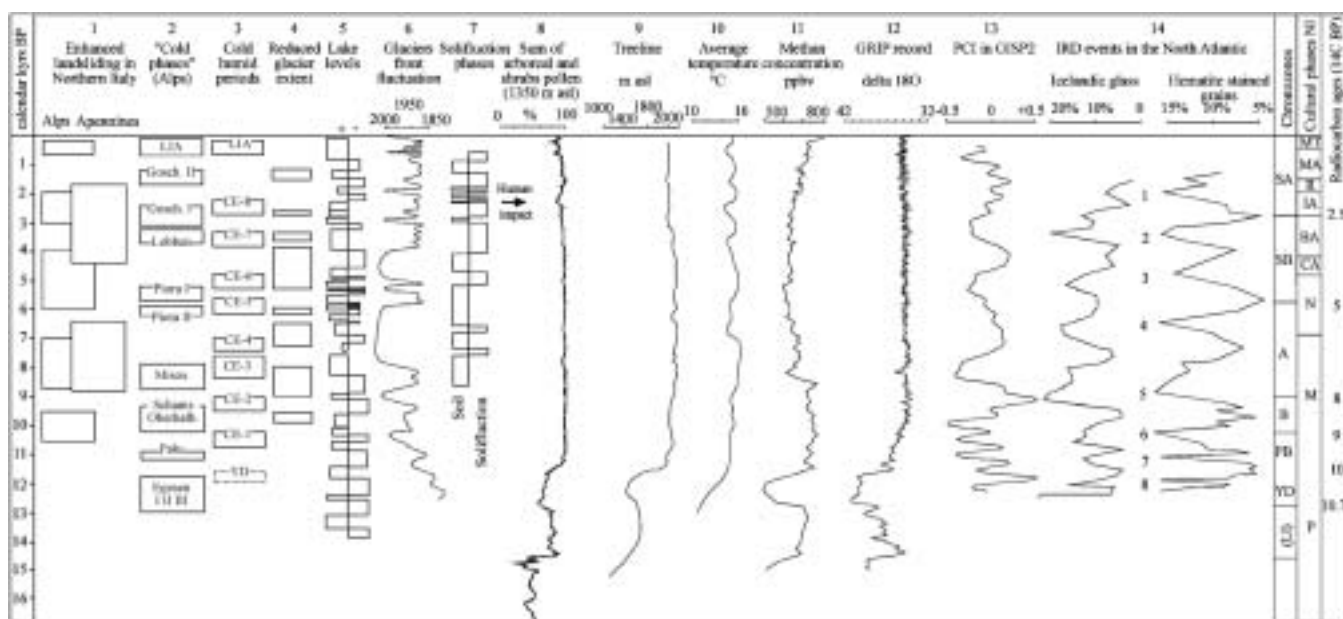 1 2 3 4 5 6 7 8 9 10 11 12 13 14
Enhanced landsliding in Northern Italy
Alps Apennines
"Cold phases" (Alps)
Cold humid periods
Reduced glacier extent
Lake levels
Glaciers front fluctuation
1950
2000 1850
Solifluction phases
Sum of arboreal and shrubs pollen (1350 m asl)
0 % 100
Treeline
m asl
1000 1800
1400 2000
Average temperature
°C
10 16
Methan concentration
ppbv
500 800
GRIP record
delta 18O
PCI in GISP2
-0.5 0 +0.5
IRD events in the North Atlantic
Icelandic glass
20% 10% 0
Hematite stained grains
15% 10% 5%
calendar kyrs BP
Chronozones
Cultural phases NI
Radiocarbon ages (14C BP)
1
2
3
4
5
6
7
8
9
10
11
12
13
14
15
16
LIA
Gosch. II
Gosch. I
Lobben
Piora I
Piora II
Misox
Schams
Oberhalb.
Palü
Egesen
I II III
LIA
CE-8
CE-7
CE-6
CE-5
CE-4
CE-3
CE-2
CE-1
YD
Soil
Solifluction
Human
impact
1
2
3
4
5
6
7
8
SA
SB
A
B
PB
YD
MT
MA
R
IA
BA
CA
N
M
P
2.5
5
8
9
10